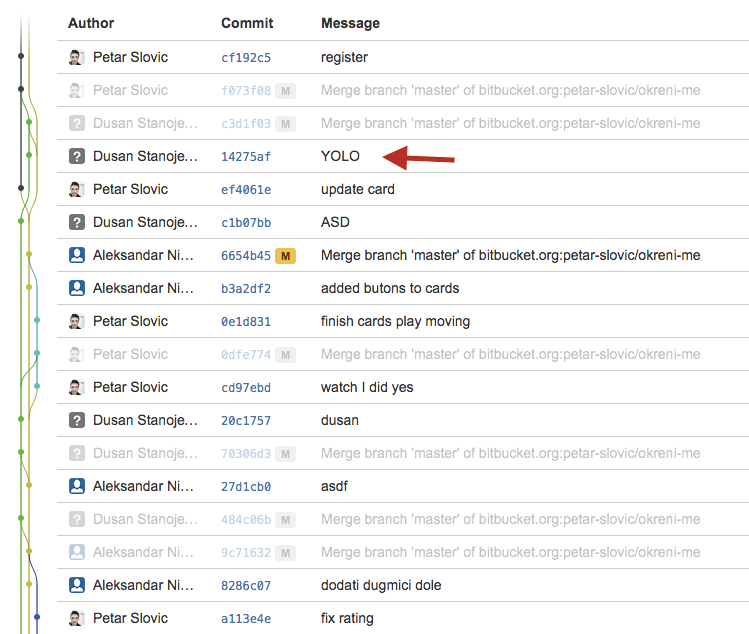 Author Commit Message
Petar Slovic cf192c5 register
Petar Slovic f073f08 M Merge branch 'master' of bitbucket.org:petar-slovic/okreni-me
? Dusan Stanoje... c3d1f03 M Merge branch 'master' of bitbucket.org:petar-slovic/okreni-me
? Dusan Stanoje... 14275af YOLO
Petar Slovic ef4061e update card
? Dusan Stanoje... c1b07bb ASD
Aleksandar Ni... 6654b45 M Merge branch 'master' of bitbucket.org:petar-slovic/okreni-me
Aleksandar Ni... b3a2df2 added butons to cards
Petar Slovic 0e1d831 finish cards play moving
Petar Slovic 0dfe774 M Merge branch 'master' of bitbucket.org:petar-slovic/okreni-me
Petar Slovic cd97ebd watch I did yes
? Dusan Stanoje... 20c1757 dusan
? Dusan Stanoje... 70306d3 M Merge branch 'master' of bitbucket.org:petar-slovic/okreni-me
Aleksandar Ni... 27d1cb0 asdf
? Dusan Stanoje... 484c06b M Merge branch 'master' of bitbucket.org:petar-slovic/okreni-me
Aleksandar Ni... 9c71632 M Merge branch 'master' of bitbucket.org:petar-slovic/okreni-me
Aleksandar Ni... 8286c07 dodati dugmici dole
Petar Slovic a113e4e fix rating